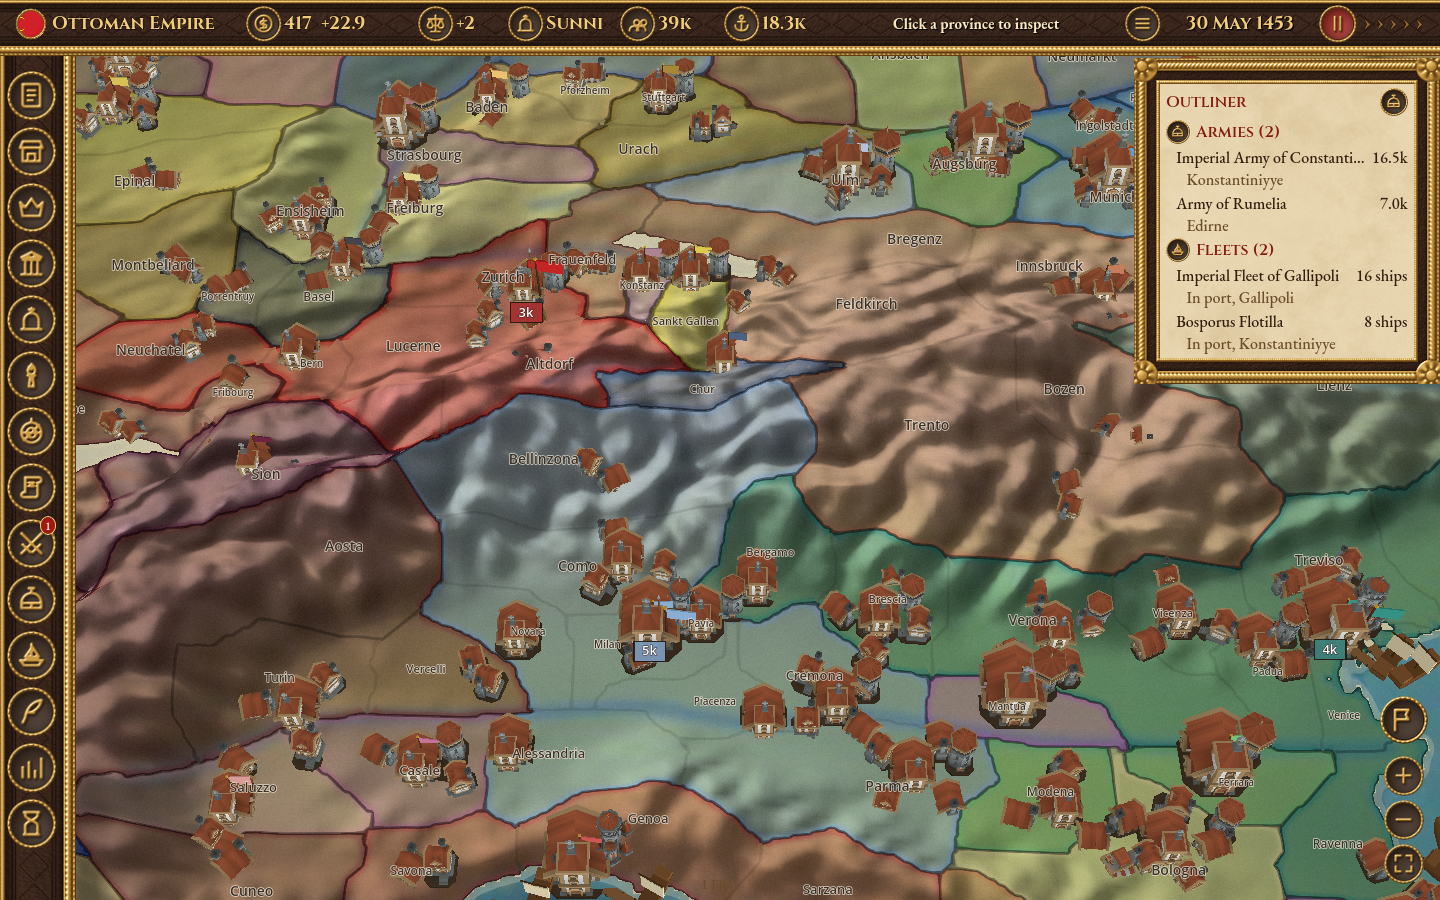 OTTOMAN EMPIRE
417 +22.9
+2
SUNNI
39K
18.3K
Click a province to inspect
30 MAY 1453
OUTLINER
ARMIES (2)
Imperial Army of Constanti... 16.5k
Konstantiniyye
Army of Rumelia 7.0k
Edirne
FLEETS (2)
Imperial Fleet of Gallipoli 16 ships
In port, Gallipoli
Bosporus Flotilla 8 ships
In port, Konstantiniyye
1
Ansbach
Neumarkt
Baden
Pforzheim
Stuttgart
Strasbourg
Urach
Ulm
Augsburg
Ingolstadt
Munic
Epinal
Ensisheim
Freiburg
Montbeliard
Porrentruy
Basel
Zurich
Frauenfeld
Konstanz
Bregenz
Innsbruck
3k
Sankt Gallen
Feldkirch
Neuchatel
Bern
Lucerne
Altdorf
Fribourg
Chur
Bozen
Lienz
Trento
Sion
Bellinzona
Aosta
Como
Bergamo
Treviso
Novara
Milan
Pavia
5k
Brescia
Verona
Vicenza
4k
Padua
Turin
Vercelli
Cremona
Piacenza
Mantua
Venice
Alessandria
Casale
Saluzzo
Parma
Modena
Ferrara
Genoa
Ravenna
Savona
Bologna
Cuneo
Sarzana